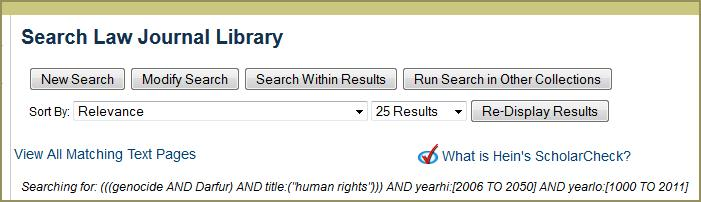 Search Law Journal Library
New Search Modify Search Search Within Results Run Search in Other Collections
Sort By: Relevance 25 Results Re-Display Results
View All Matching Text Pages What is Hein's ScholarCheck?
Searching for: (((genocide AND Darfur) AND title:("human rights"))) AND yearhi:[2006 TO 2050] AND yearlo:[1000 TO 2011]